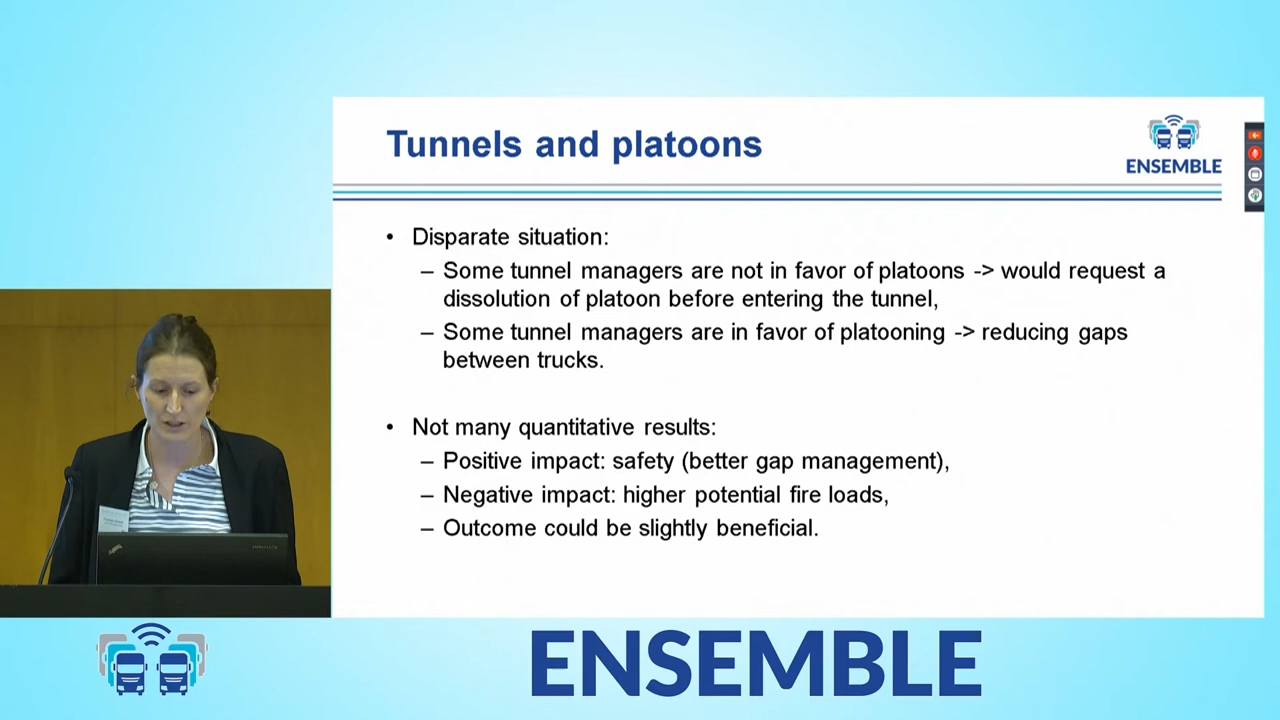 Tunnels and platoons
ENSEMBLE
• Disparate situation:
– Some tunnel managers are not in favor of platoons -> would request a
dissolution of platoon before entering the tunnel,
– Some tunnel managers are in favor of platooning -> reducing gaps
between trucks.
• Not many quantitative results:
– Positive impact: safety (better gap management),
– Negative impact: higher potential fire loads,
– Outcome could be slightly beneficial.
ENSEMBLE